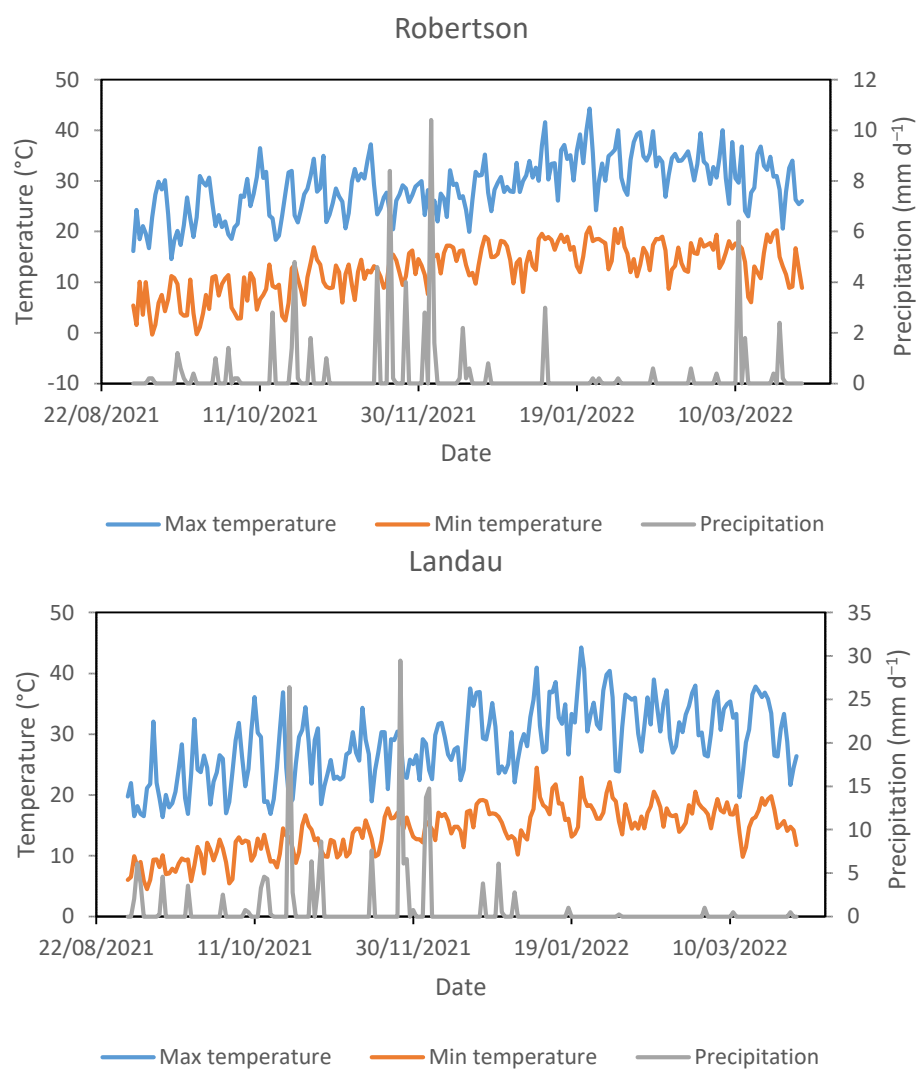 Robertson
50
40
30
20
10
0
-10
Temperature (°C)
12
10
8
6
4
2
0
Precipitation (mm d⁻¹)
22/08/2021 11/10/2021 30/11/2021 19/01/2022 10/03/2022
Date
Max temperature Min temperature Precipitation
Landau
50
40
30
20
10
0
Temperature (°C)
35
30
25
20
15
10
5
0
Precipitation (mm d⁻¹)
22/08/2021 11/10/2021 30/11/2021 19/01/2022 10/03/2022
Date
Max temperature Min temperature Precipitation